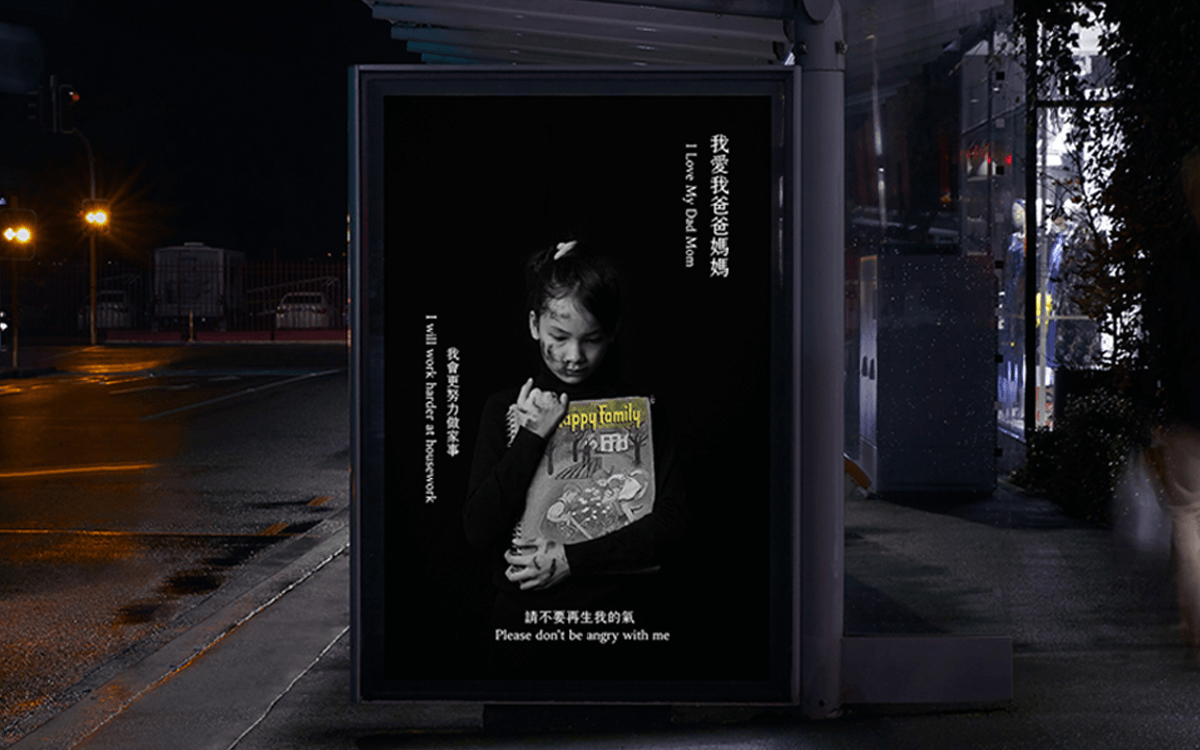 我愛我爸爸媽媽
I Love My Dad Mom
我會更努力做家事
I will work harder at housework
Happy Family
請不要再生我的氣
Please don't be angry with me